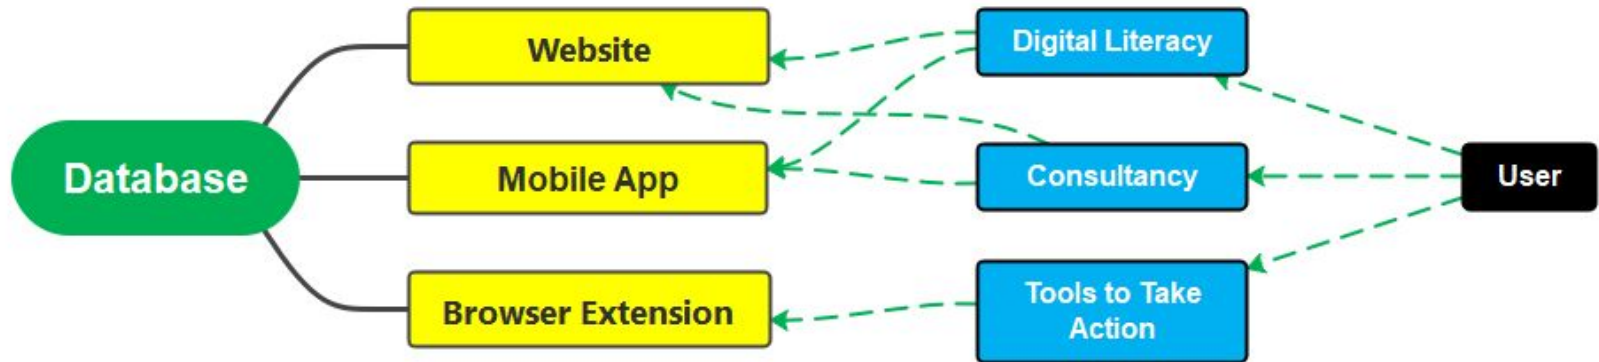 Website
Digital Literacy
Database
Mobile App
Consultancy
User
Browser Extension
Tools to Take
Action